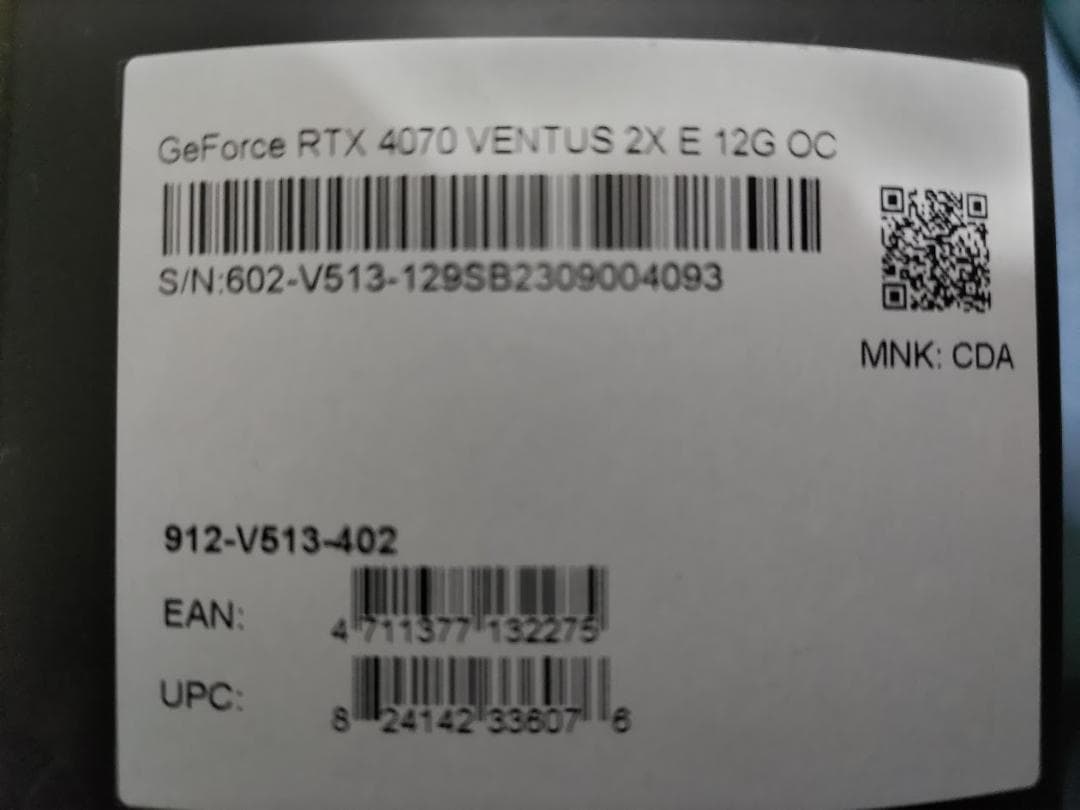 GeForce RTX 4070 VENTUS 2X E 12G OC
S/N:602-V513-129SB2309004093
MNK: CDA
912-V513-402
EAN:
4 711377 132275
UPC:
8 24142 33607 6